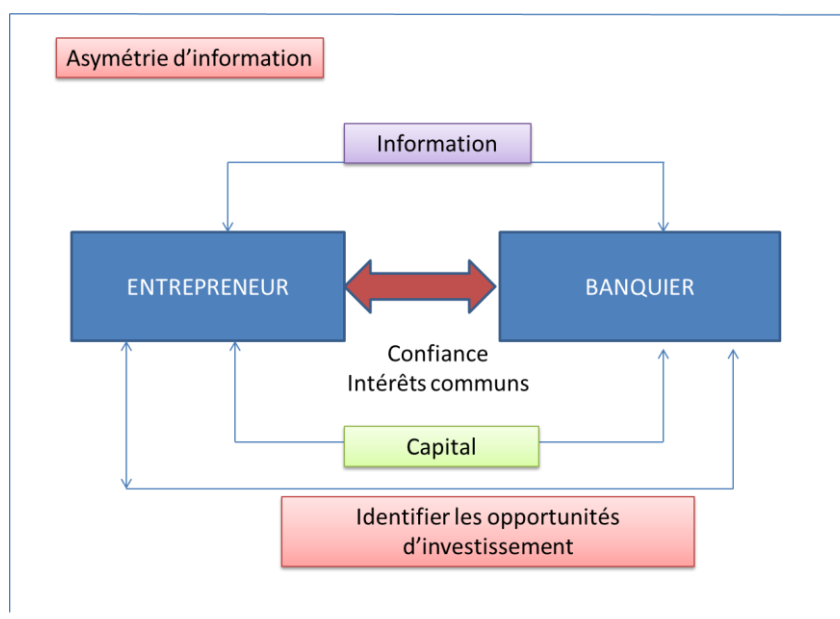 Asymétrie d'information
Information
ENTREPRENEUR
BANQUIER
Confiance
Intérêts communs
Capital
Identifier les opportunités
d'investissement